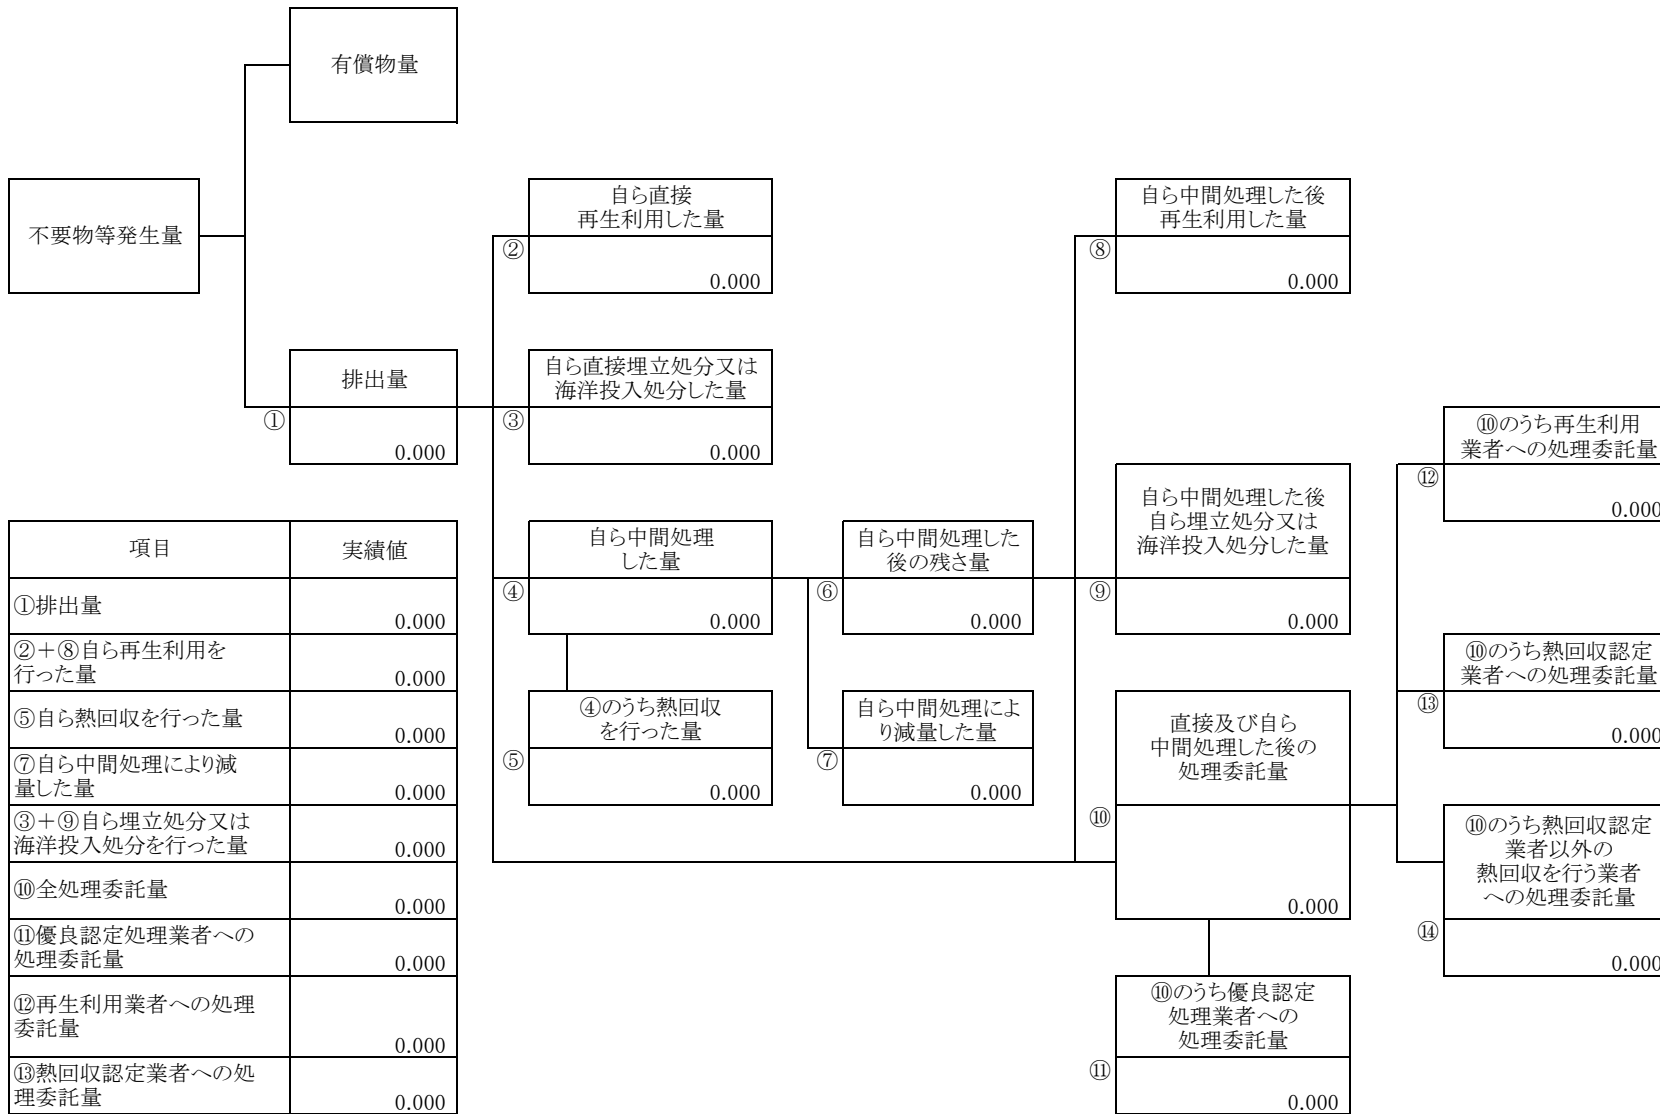 有償物量
不要物等発生量
自ら直接
再生利用した量
②
0.000
自ら中間処理した後
再生利用した量
⑧
0.000
排出量
①
0.000
自ら直接埋立処分又は
海洋投入処分した量
③
0.000
⑩のうち再生利用
業者への処理委託量
⑫
0.000
自ら中間処理
した量
④
0.000
自ら中間処理した
後の残さ量
⑥
0.000
自ら中間処理した後
自ら埋立処分又は
海洋投入処分した量
⑨
0.000
⑩のうち熱回収認定
業者への処理委託量
⑬
0.000
④のうち熱回収
を行った量
⑤
0.000
自ら中間処理によ
り減量した量
⑦
0.000
直接及び自ら
中間処理した後の
処理委託量
⑩
0.000
⑩のうち熱回収認定
業者以外の
熱回収を行う業者
への処理委託量
⑭
0.000
⑩のうち優良認定
処理業者への
処理委託量
⑪
0.000
項目 実績値
①排出量
0.000
②+⑧自ら再生利用を
行った量
0.000
⑤自ら熱回収を行った量
0.000
⑦自ら中間処理により減
量した量
0.000
③+⑨自ら埋立処分又は
海洋投入処分を行った量
0.000
⑩全処理委託量
0.000
⑪優良認定処理業者への
処理委託量
0.000
⑫再生利用業者への処理
委託量
0.000
⑬熱回収認定業者への処
理委託量
0.000